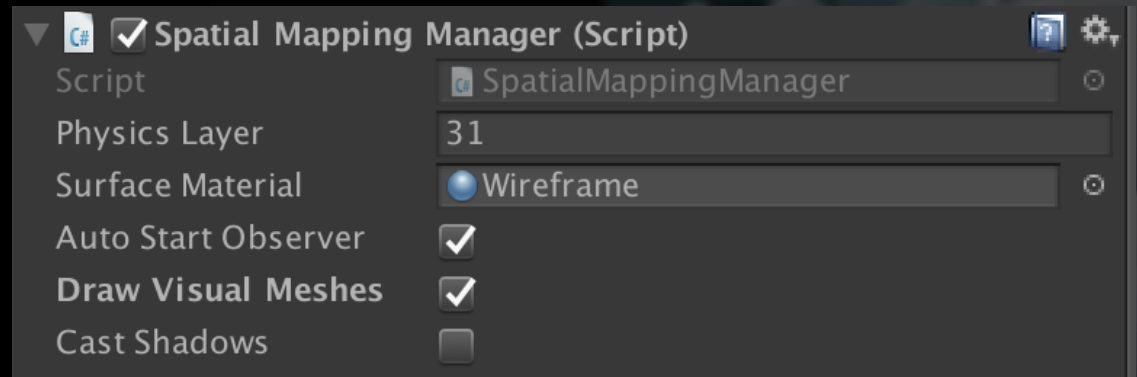 C# Spatial Mapping Manager (Script) ?
Script C# SpatialMappingManager
Physics Layer 31
Surface Material Wireframe
Auto Start Observer
Draw Visual Meshes
Cast Shadows